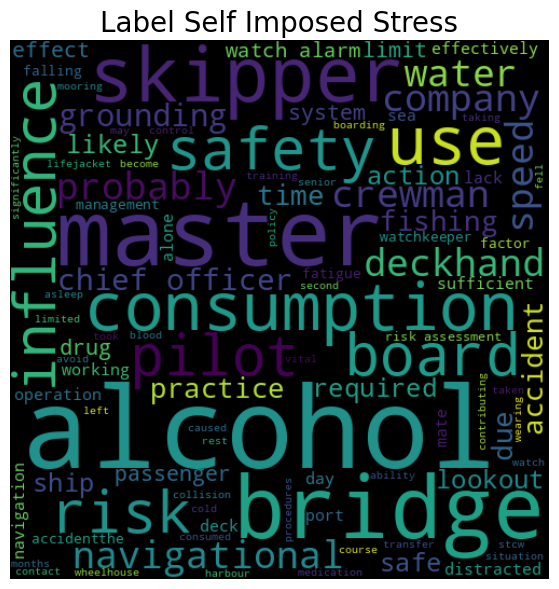 Label Self Imposed Stress
effect
skipper
watch alarm
limit
effectively
falling
mooring
water
grounding
system
sea
company
boarding
taking
may
control
likely
safety
use
speed
fell
significantly
influence
lifejacket
become
training
action
lack
probably
senior
time
crewman
management
master
alone
policy
fishing
watchkeeper
factor
deckhand
chief officer
fatigue
second
sufficient
asleep
limited
consumption
took
blood
drug
avoid
working
pilot
vital
risk assessment
board
accident
operation
left
practice
required
taken
wearing
contributing
mate
due
alcohol
caused
rest
watch
navigation
ship
passenger
day
ability
lookout
collision
risk
cold
bridge
procedures
port
deck
accidentthe
consumed
months
navigational
course
transfer
stcw
situation
safe
contact
wheelhouse
harbour
medication
distracted